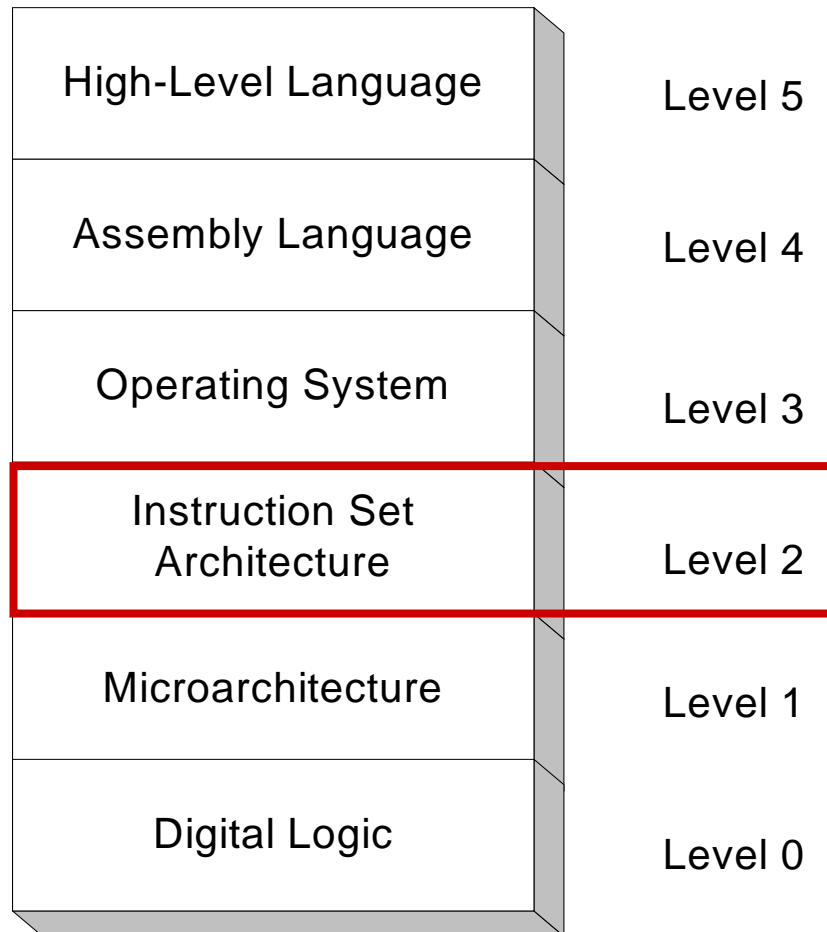 High-Level Language
Level 5
Assembly Language
Level 4
Operating System
Level 3
Instruction Set
Architecture
Level 2
Microarchitecture
Level 1
Digital Logic
Level 0